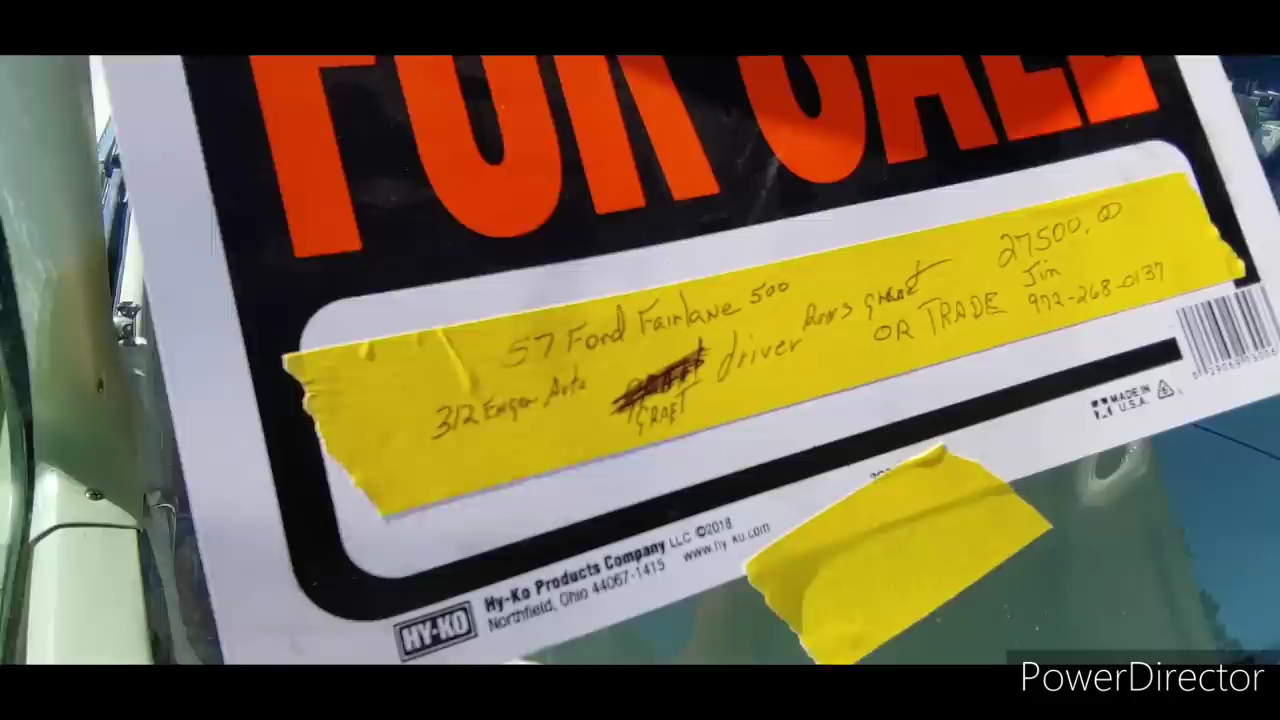 FOR SALE
57 Ford Fairlane 500 Runs great 27500.00
312 Enger Auto GRAET driver OR TRADE Jim
972-268-0137
MADE IN
U.S.A.
HY-KO
Hy-Ko Products Company LLC ©2018
Northfield, Ohio 44067-1415 www.hy-ko.com
PowerDirector